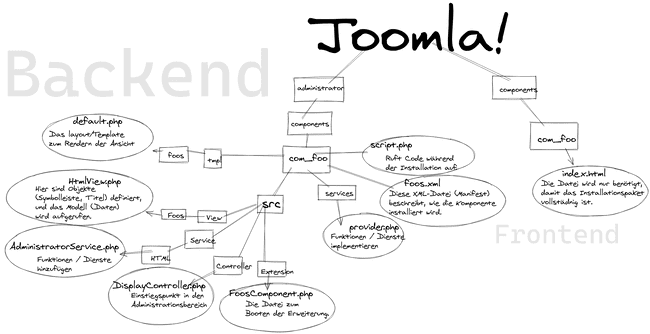 Joomla!
Backend
administrator
components
components
default.php
Das layout/Template
zum Rendern der Ansicht
foos
tmp
com_foo
script.php
Ruft Code während
der Installation auf
com_foo
index.html
Die Datei wird nur benötigt,
damit das Installationspaket
vollständig ist.
HtmlView.php
Hier sind Objekte
(Symbolleiste, Titel) definiert,
und das Modell (Daten)
wird aufgerufen.
Foos
View
src
services
foos.xml
Diese XML-Datei (Manifest)
beschreibt, wie die Komponente
installiert wird.
provider.php
Funktionen / Dienste
implementieren
Frontend
AdministratorService.php
Funktionen / Dienste
hinzufügen
HTML
Service
Controller
Extension
DisplayController.php
Einstiegspunkt in den
Administrationsbereich
FoosComponent.php
Die Datei zum
Booten der Erweiterung.